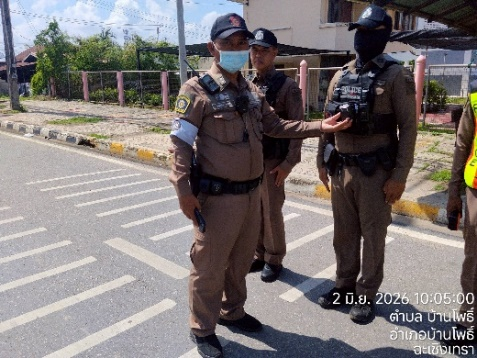 POLICE
2 มิ.ย. 2026 10:05:00
ตำบล บ้านโพธิ์
อำเภอบ้านโพธิ์
ฉะเชิงเทรา